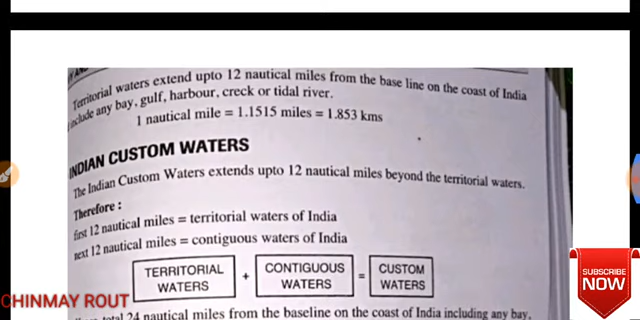 Territorial waters extend upto 12 nautical miles from the base line on the coast of India
include any bay, gulf, harbour, creck or tidal river.
1 nautical mile = 1.1515 miles = 1.853 kms
INDIAN CUSTOM WATERS
The Indian Custom Waters extends upto 12 nautical miles beyond the territorial waters.
Therefore :
first 12 nautical miles = territorial waters of India
next 12 nautical miles = contiguous waters of India
TERRITORIAL WATERS + CONTIGUOUS WATERS = CUSTOM WATERS
total 24 nautical miles from the baseline on the coast of India including any bay,
CHINMAY ROUT
SUBSCRIBE
NOW